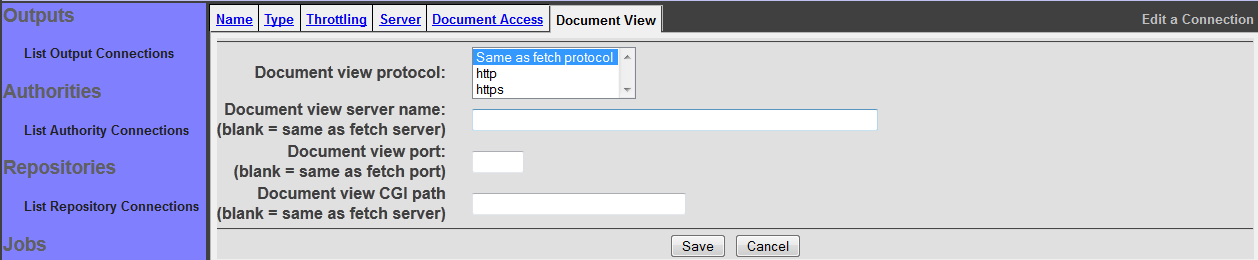 Outputs
List Output Connections
Authorities
List Authority Connections
Repositories
List Repository Connections
Jobs
Name Type Throttling Server Document Access Document View Edit a Connection
Document view protocol:
Same as fetch protocol
http
https
Document view server name:
(blank = same as fetch server)
Document view port:
(blank = same as fetch port)
Document view CGI path
(blank = same as fetch server)
Save Cancel